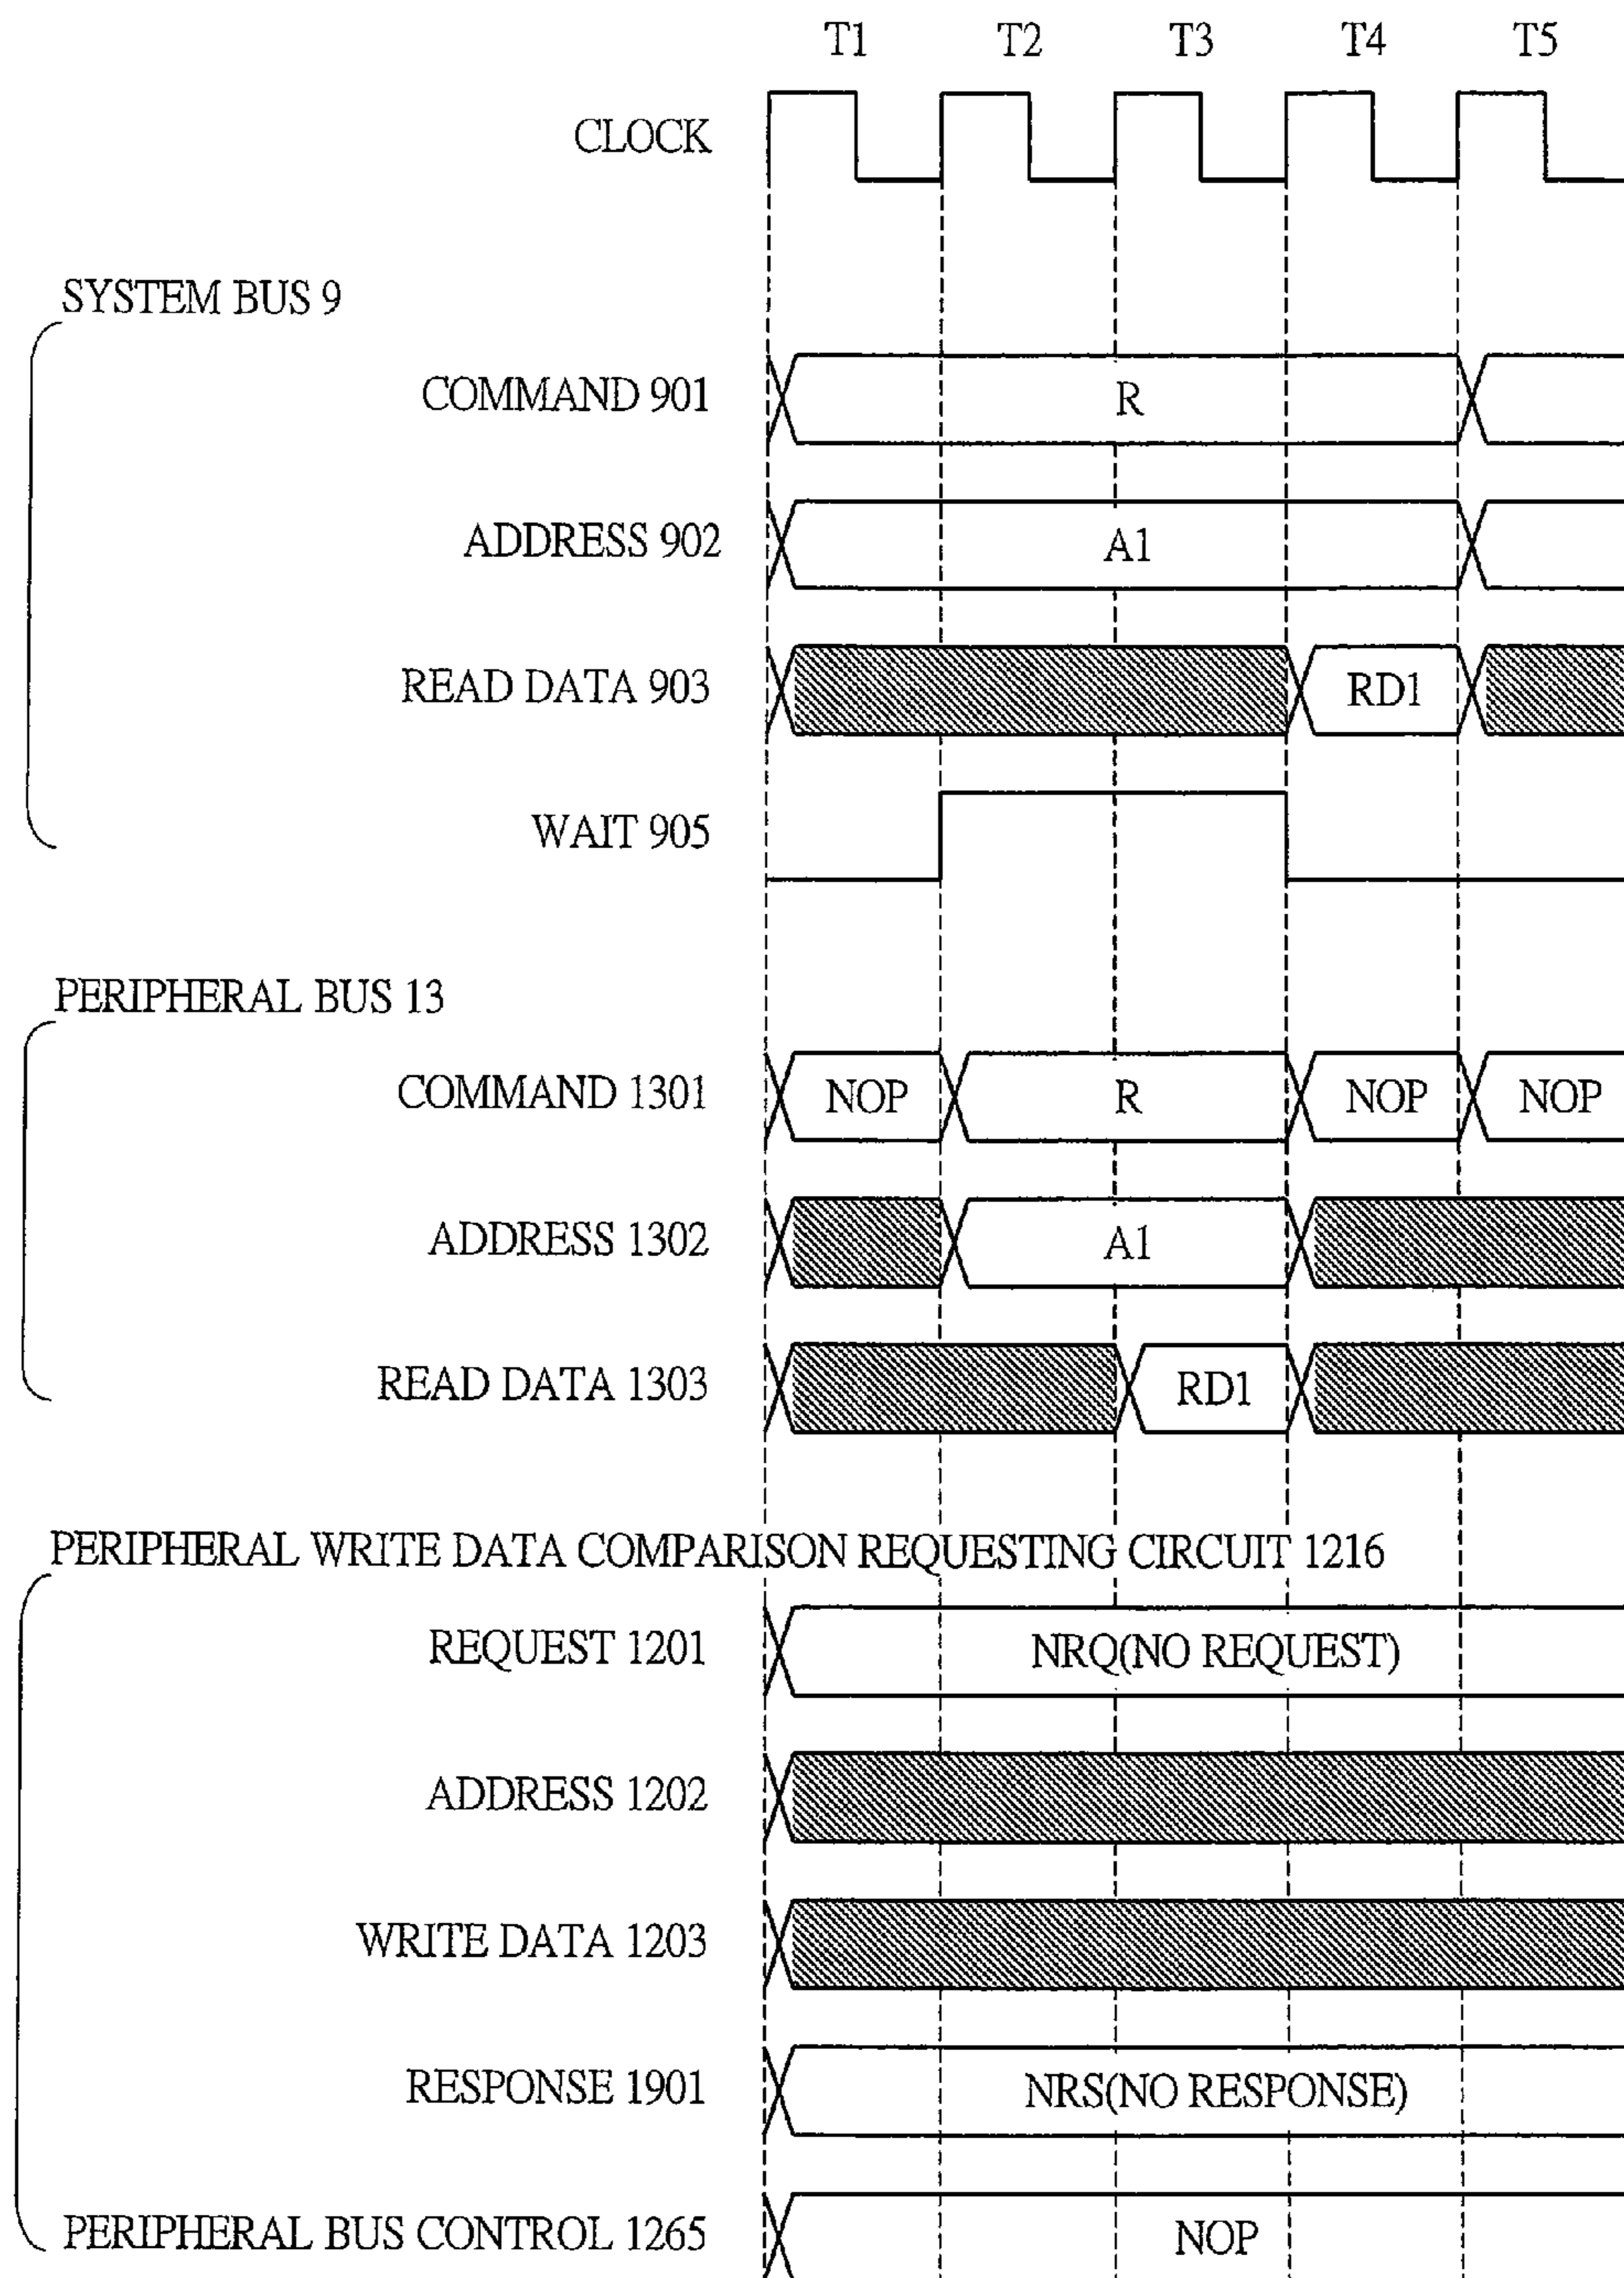 T1 T2 T3 T4 T5
CLOCK
SYSTEM BUS 9
COMMAND 901 R
ADDRESS 902 A1
READ DATA 903 RD1
WAIT 905
PERIPHERAL BUS 13
COMMAND 1301 NOP R NOP NOP
ADDRESS 1302 A1
READ DATA 1303 RD1
PERIPHERAL WRITE DATA COMPARISON REQUESTING CIRCUIT 1216
REQUEST 1201 NRQ(NO REQUEST)
ADDRESS 1202
WRITE DATA 1203
RESPONSE 1901 NRS(NO RESPONSE)
PERIPHERAL BUS CONTROL 1265 NOP